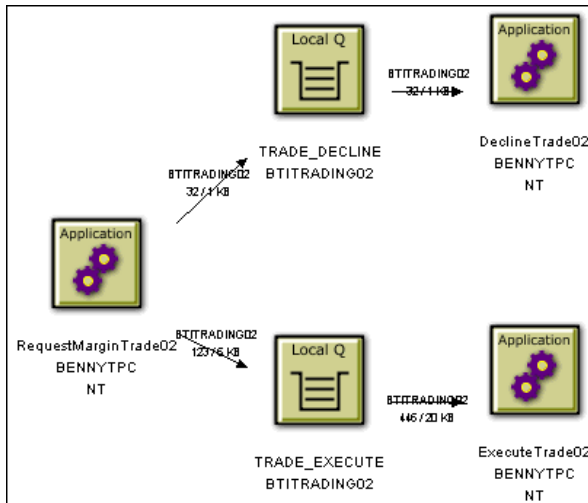 Local Q
TRADE_DECLINE
BTITRADING02
BTITRADING02
32 / 1 KB
Application
DeclineTrade02
BENNYTPC
NT
BTITRADING02
32 / 1 KB
Application
RequestMarginTrade02
BENNYTPC
NT
BTITRADING02
123 / 5 KB
Local Q
TRADE_EXECUTE
BTITRADING02
BTITRADING02
446 / 20 KB
Application
ExecuteTrade02
BENNYTPC
NT